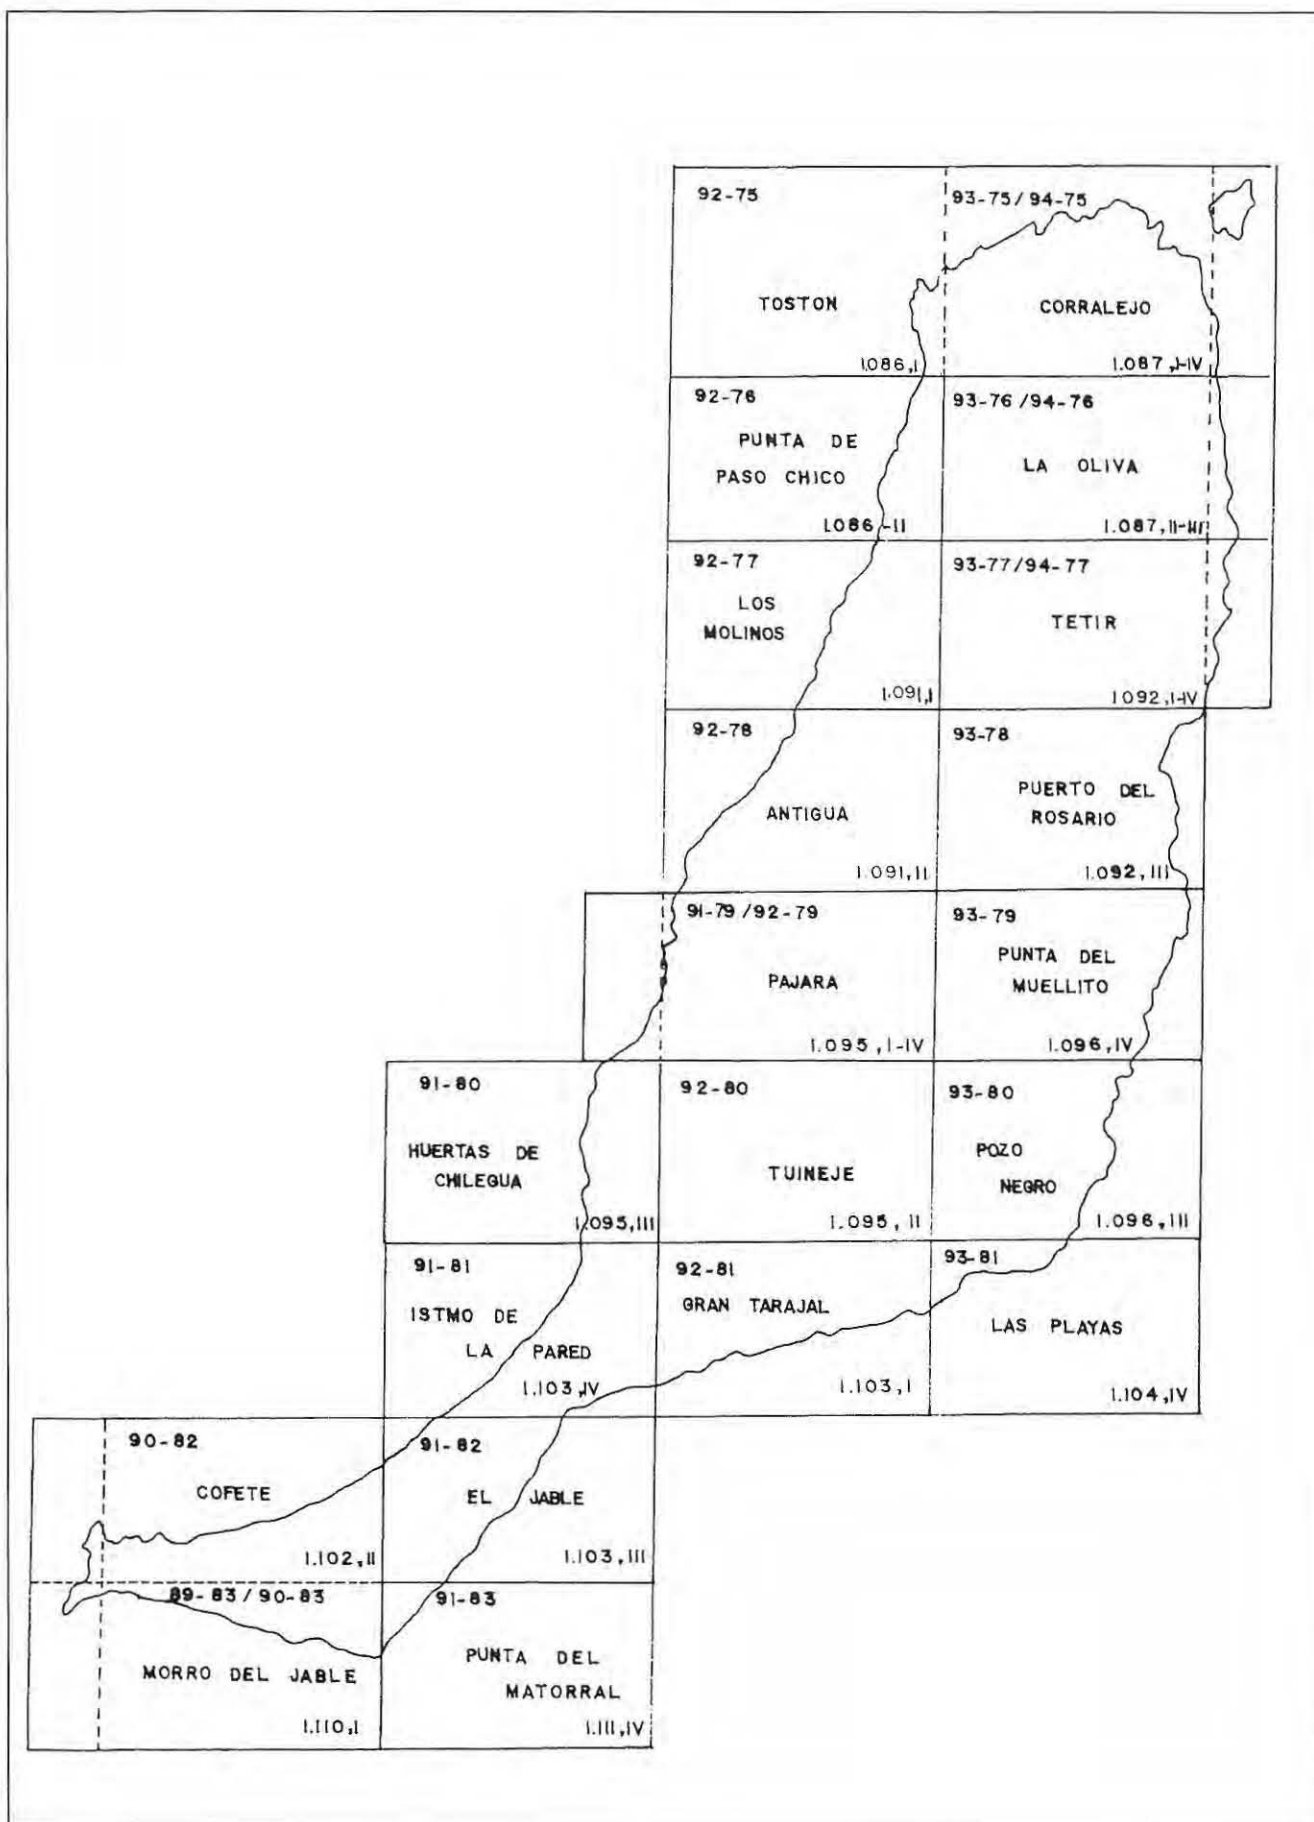 92-75
TOSTON
1.086,I
93-75/94-75
CORRALEJO
1.087,I-IV
92-76
PUNTA DE
PASO CHICO
1.086-II
93-76/94-76
LA OLIVA
1.087,II-III
92-77
LOS
MOLINOS
1.091,I
93-77/94-77
TETIR
1.092,I-IV
92-78
ANTIGUA
1.091,II
93-78
PUERTO DEL
ROSARIO
1.092,III
91-79/92-79
PAJARA
1.095,I-IV
93-79
PUNTA DEL
MUELLITO
1.096,IV
91-80
HUERTAS DE
CHILEGUA
1.095,III
92-80
TUINEJE
1.095,II
93-80
POZO
NEGRO
1.096,III
91-81
ISTMO DE
LA PARED
1.103,IV
92-81
GRAN TARAJAL
1.103,I
93-81
LAS PLAYAS
1.104,IV
90-82
COFETE
1.102,II
91-82
EL JABLE
1.103,III
89-83/90-83
MORRO DEL JABLE
1.110,I
91-83
PUNTA DEL
MATORRAL
1.111,IV